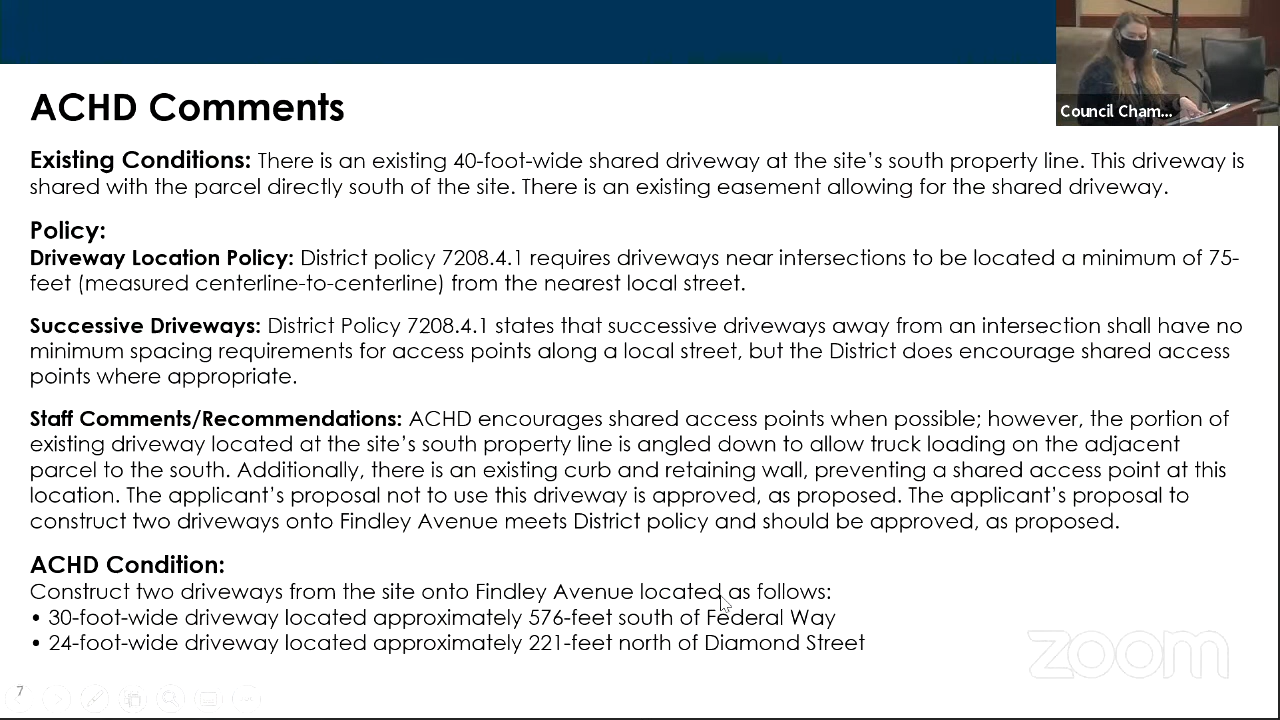 Council Cham...
ACHD Comments
Existing Conditions: There is an existing 40-foot-wide shared driveway at the site's south property line. This driveway is
shared with the parcel directly south of the site. There is an existing easement allowing for the shared driveway.
Policy:
Driveway Location Policy: District policy 7208.4.1 requires driveways near intersections to be located a minimum of 75-
feet (measured centerline-to-centerline) from the nearest local street.
Successive Driveways: District Policy 7208.4.1 states that successive driveways away from an intersection shall have no
minimum spacing requirements for access points along a local street, but the District does encourage shared access
points where appropriate.
Staff Comments/Recommendations: ACHD encourages shared access points when possible; however, the portion of
existing driveway located at the site's south property line is angled down to allow truck loading on the adjacent
parcel to the south. Additionally, there is an existing curb and retaining wall, preventing a shared access point at this
location. The applicant's proposal not to use this driveway is approved, as proposed. The applicant's proposal to
construct two driveways onto Findley Avenue meets District policy and should be approved, as proposed.
ACHD Condition:
Construct two driveways from the site onto Findley Avenue located as follows:
• 30-foot-wide driveway located approximately 576-feet south of Federal Way
• 24-foot-wide driveway located approximately 221-feet north of Diamond Street
zoom
7